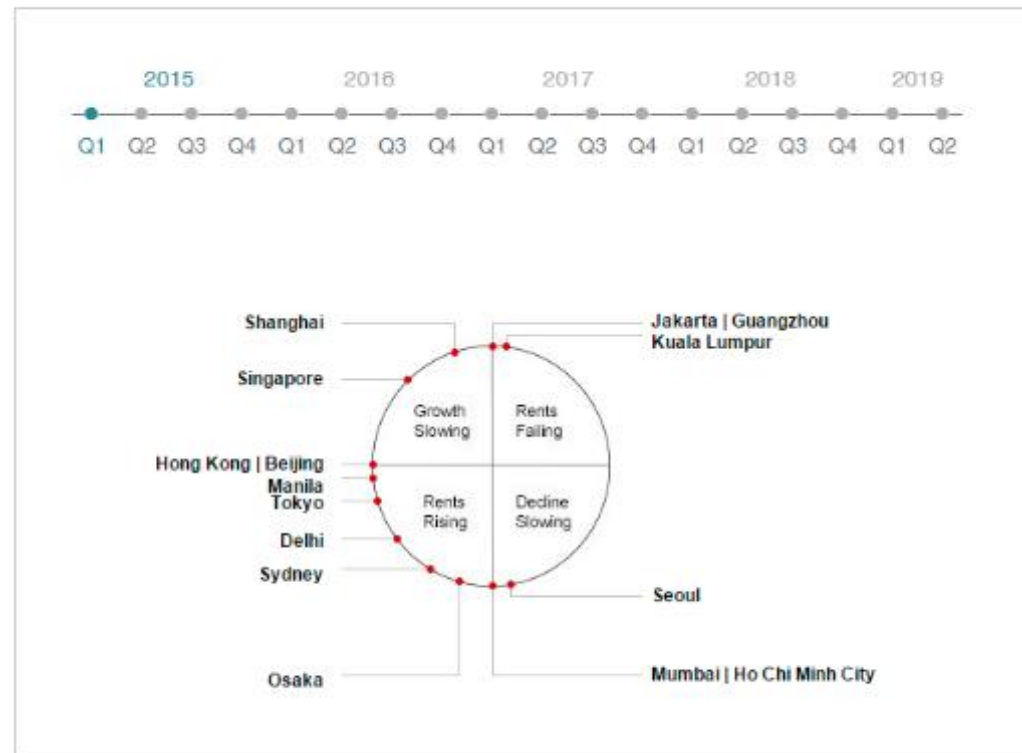 2015 2016 2017 2018 2019
Q1 Q2 Q3 Q4 Q1 Q2 Q3 Q4 Q1 Q2 Q3 Q4 Q1 Q2 Q3 Q4 Q1 Q2
Shanghai
Jakarta | Guangzhou
Kuala Lumpur
Singapore
Growth
Slowing
Rents
Falling
Hong Kong | Beijing
Manila
Tokyo
Rents
Rising
Decline
Slowing
Delhi
Sydney
Seoul
Osaka
Mumbai | Ho Chi Minh City